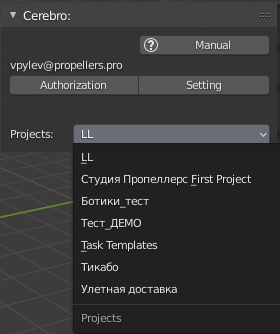 Cerebro:
Manual
vpylev@propellers.pro
Authorization Setting
Projects: LL
LL
Студия Пропеллерс First Project
Ботики_тест
Тест_ДЕМО
Task Templates
Тикабо
Улетная доставка
Projects